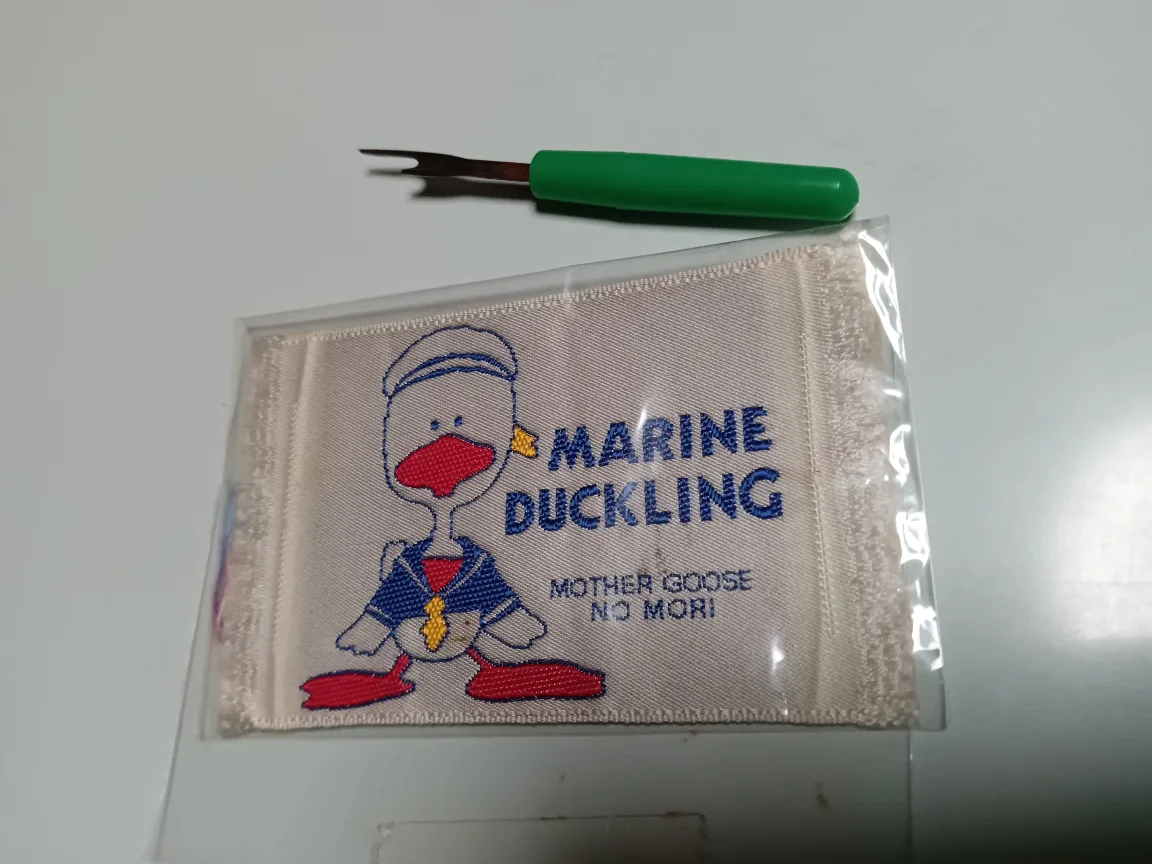 MARINE
DUCKLING
MOTHER GOOSE
NO MORI